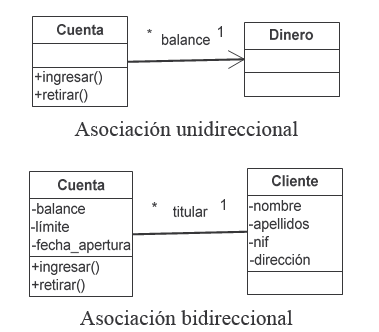 Cuenta
* balance 1
Dinero
+ingresar()
+retirar()
Asociación unidireccional
Cuenta
-balance
-límite
-fecha_apertura
+ingresar()
+retirar()
* titular 1
Cliente
-nombre
-apellidos
-nif
-dirección
Asociación bidireccional